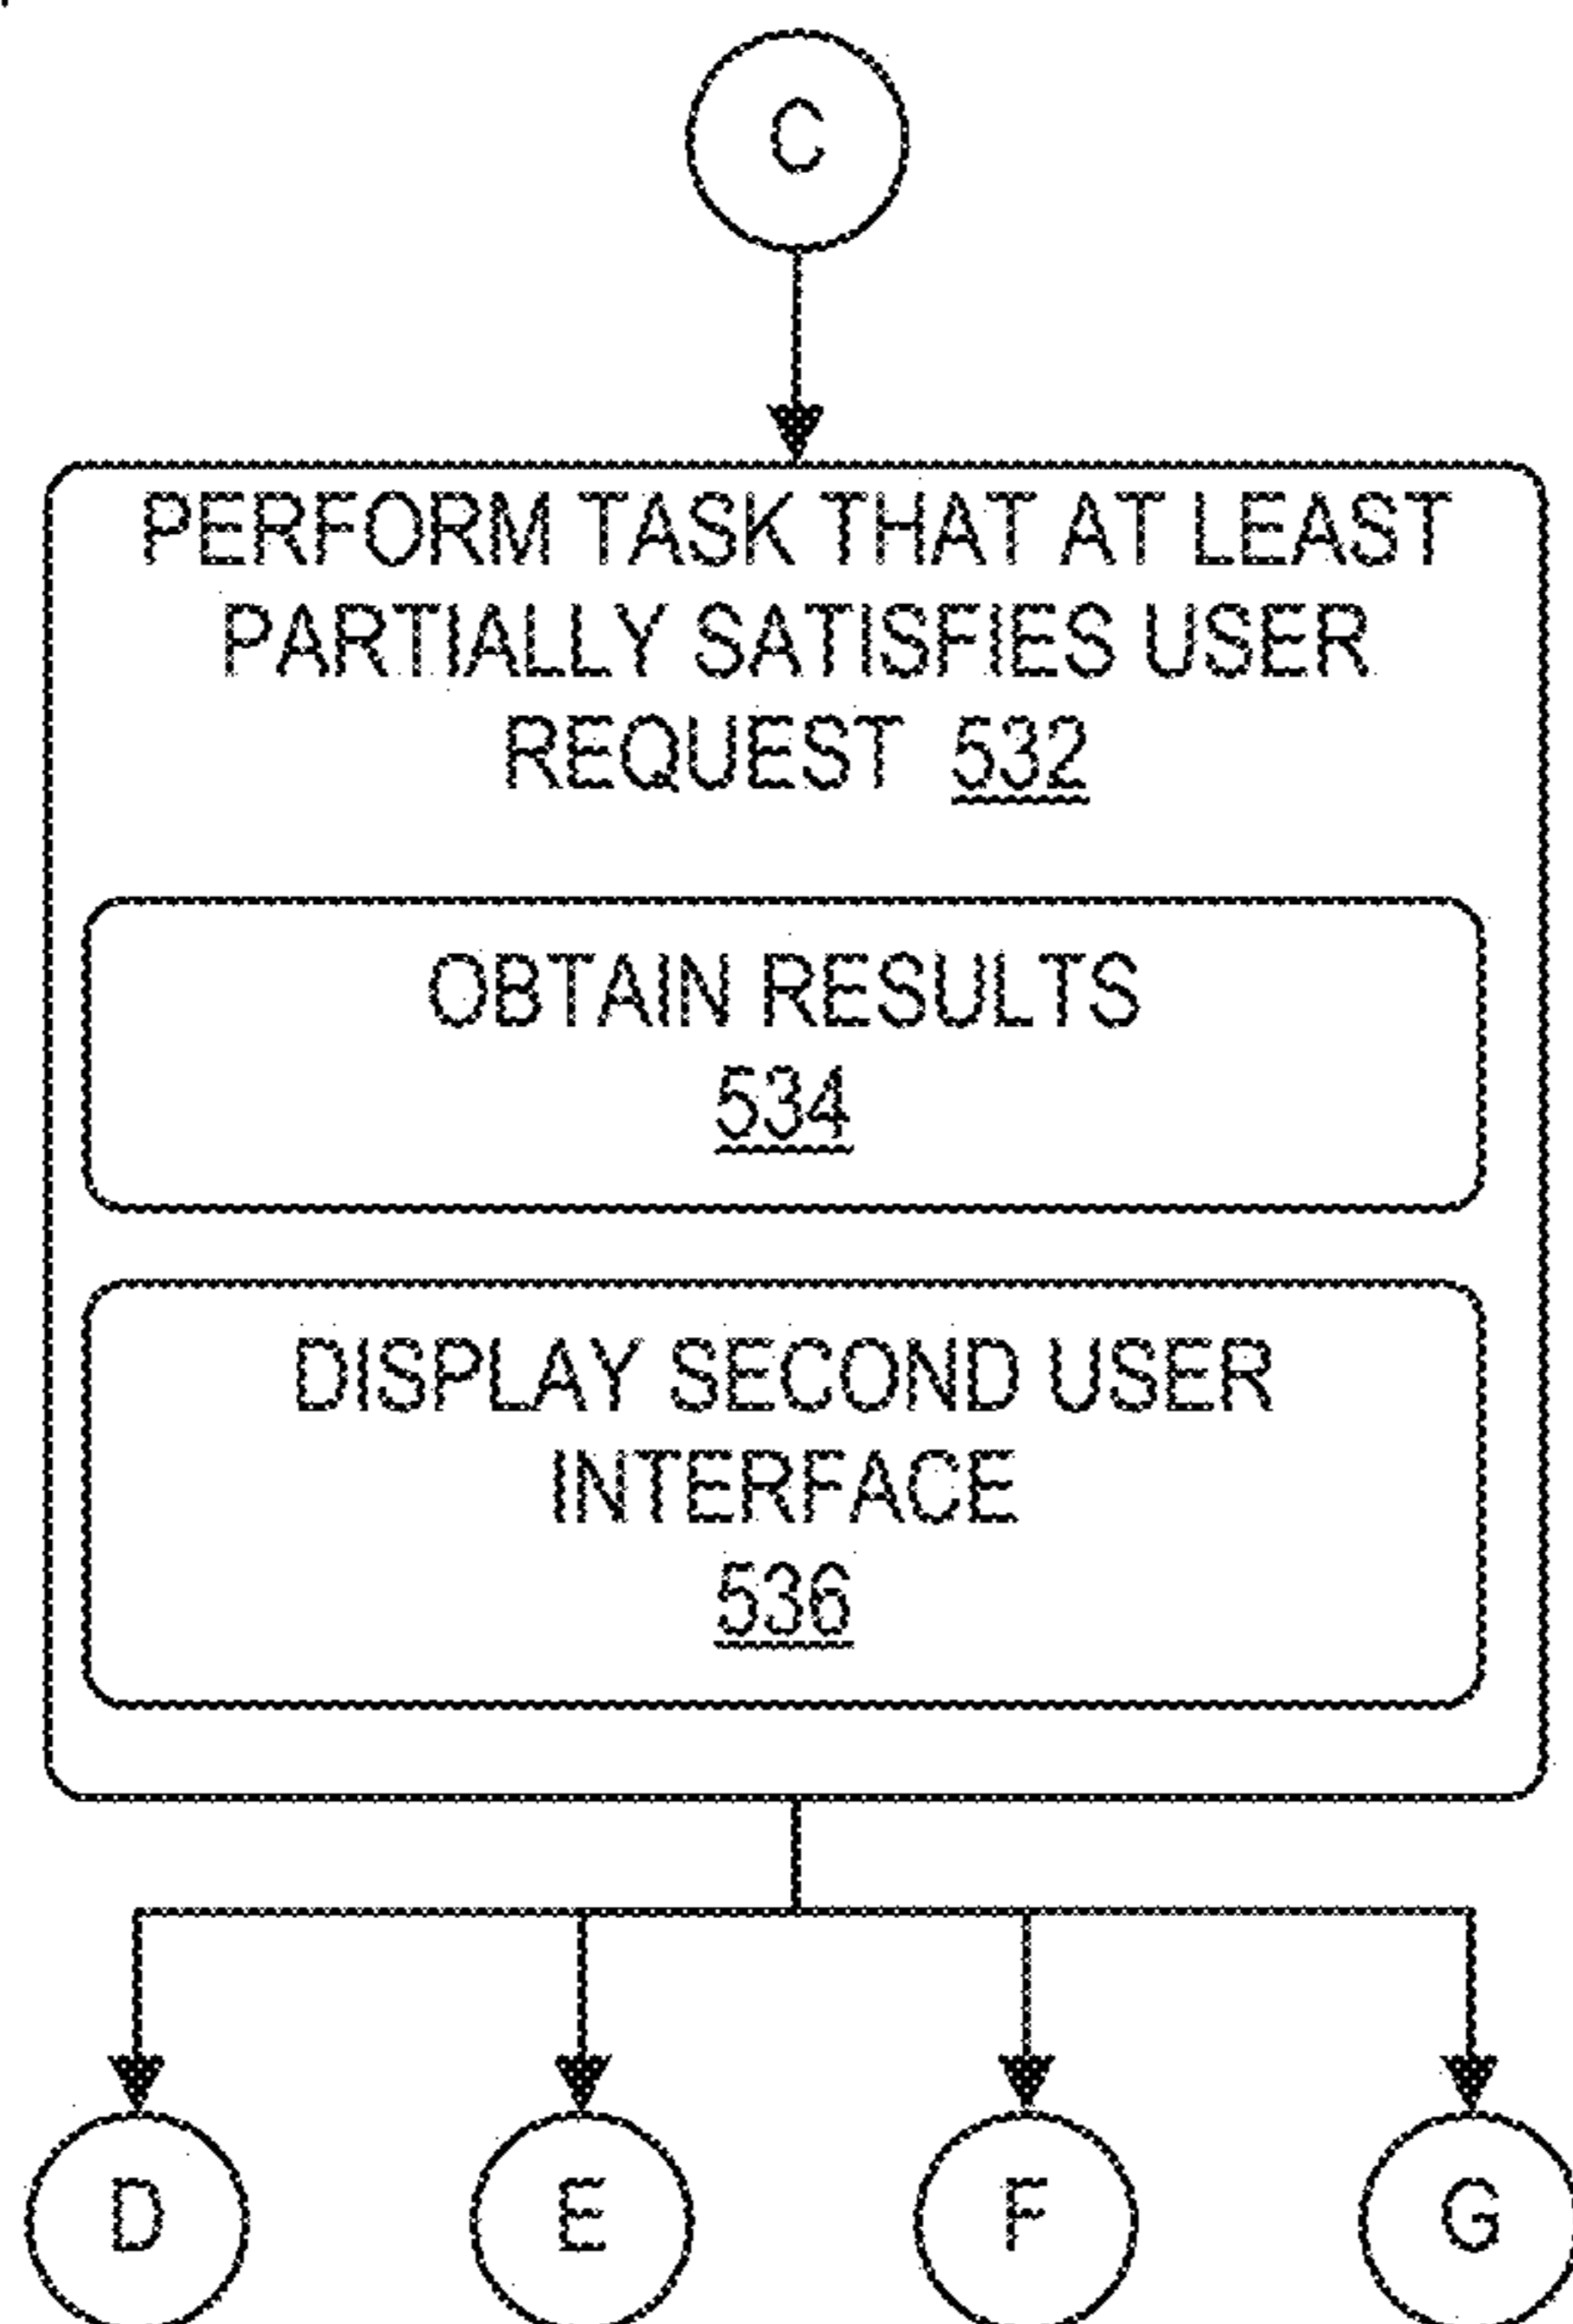 C
PERFORM TASK THAT AT LEAST
PARTIALLY SATISFIES USER
REQUEST 532
OBTAIN RESULTS
534
DISPLAY SECOND USER
INTERFACE
536
D E F G